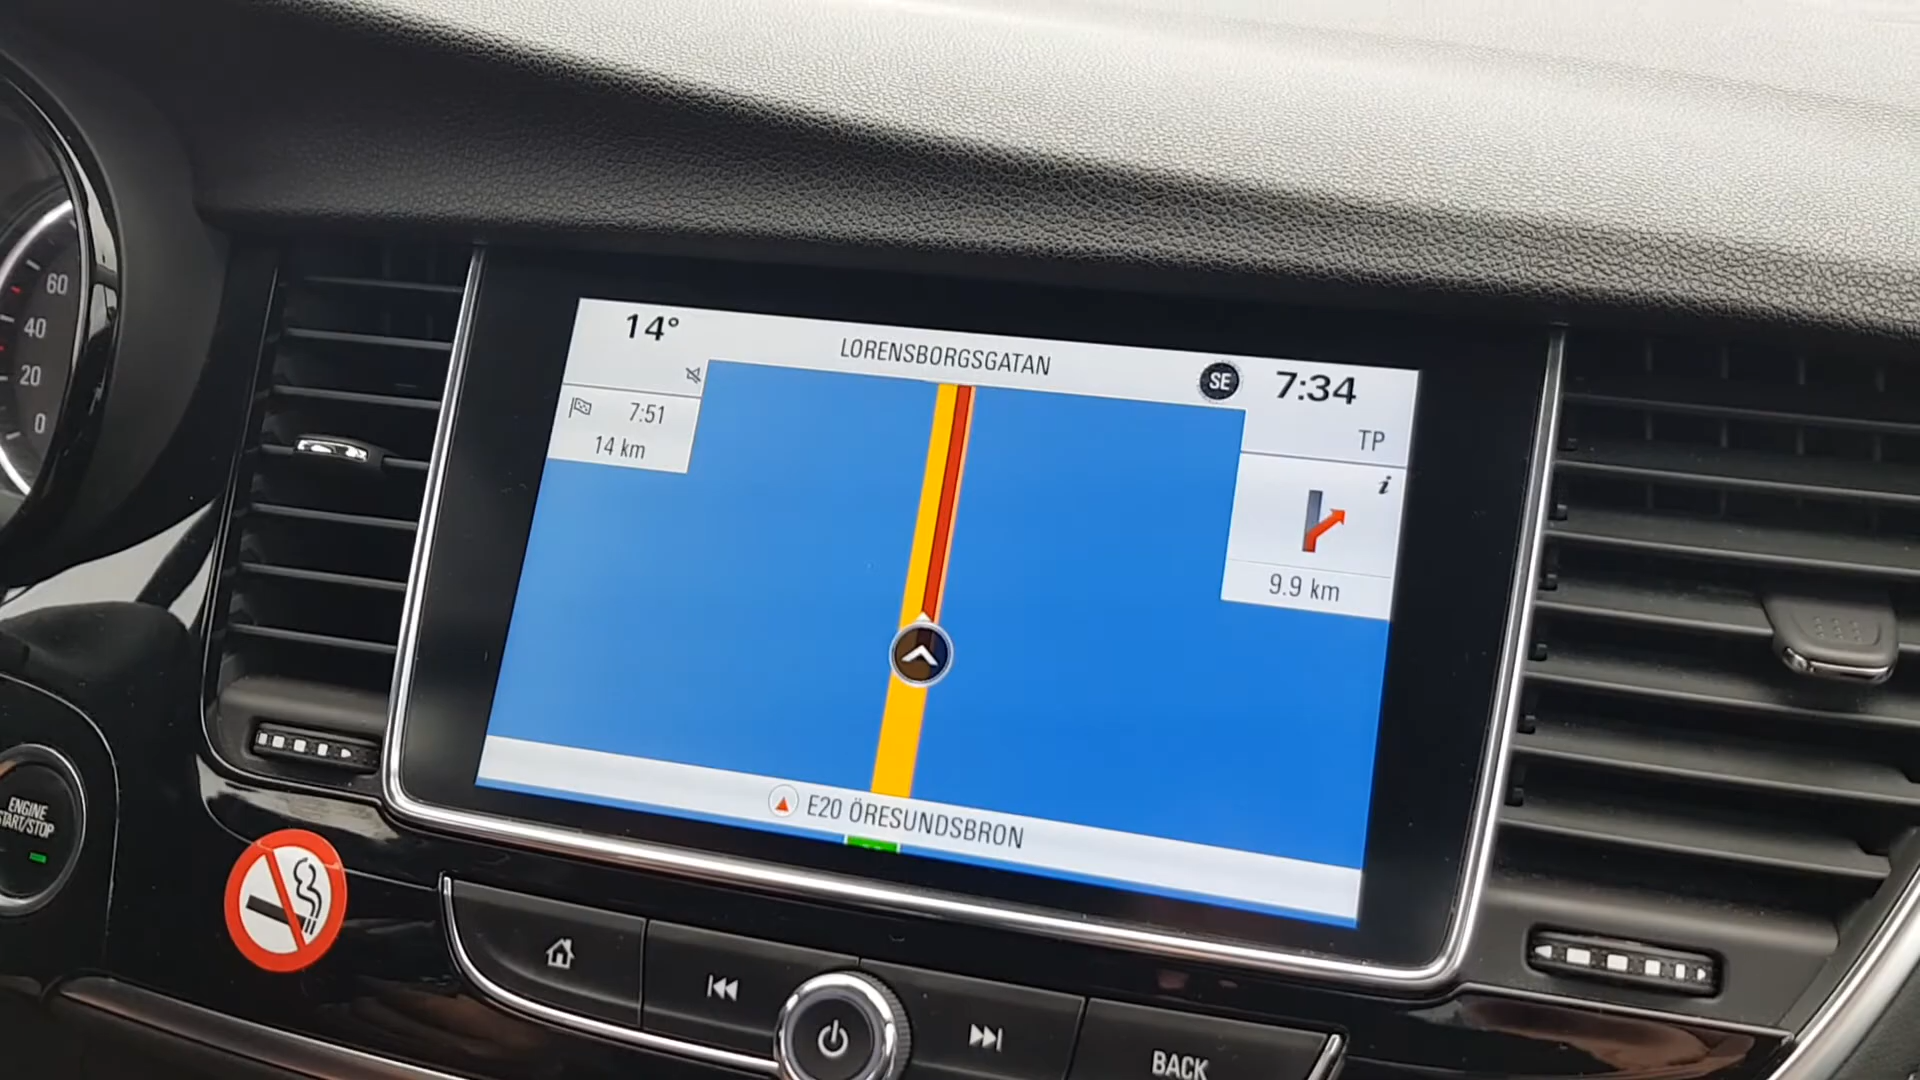 14°
LORENSBORGSGATAN
SE
7:34
TP
7:51
14 km
i
9.9 km
E20 ÖRESUNDSBRON
60
40
20
0
ENGINE
START/STOP
BACK